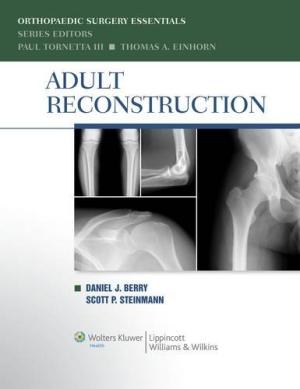 ORTHOPAEDIC SURGERY ESSENTIALS
SERIES EDITORS
PAUL TORNETTA III ■ THOMAS A. EINHORN
ADULT
RECONSTRUCTION
■ DANIEL J. BERRY
SCOTT P. STEINMANN
Wolters Kluwer | Lippincott
Health | Williams & Wilkins